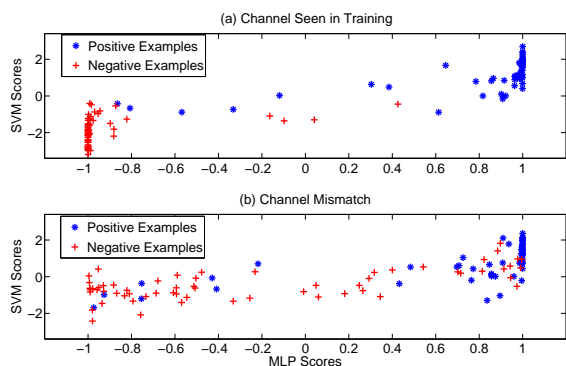 (a) Channel Seen in Training
SVM Scores
2
0
−2
Positive Examples
Negative Examples
−1 −0.8 −0.6 −0.4 −0.2 0 0.2 0.4 0.6 0.8 1
(b) Channel Mismatch
SVM Scores
2
0
−2
Positive Examples
Negative Examples
−1 −0.8 −0.6 −0.4 −0.2 0 0.2 0.4 0.6 0.8 1
MLP Scores